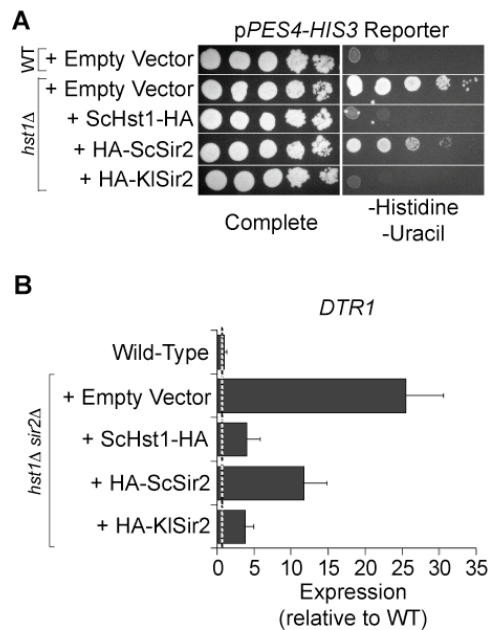 A
pPES4-HIS3 Reporter
WT
+ Empty Vector
hst1Δ
+ Empty Vector
+ ScHst1-HA
+ HA-ScSir2
+ HA-KlSir2
Complete
-Histidine
-Uracil
B
DTR1
Wild-Type
hst1Δ sir2Δ
+ Empty Vector
+ ScHst1-HA
+ HA-ScSir2
+ HA-KlSir2
0 5 10 15 20 25 30 35
Expression
(relative to WT)